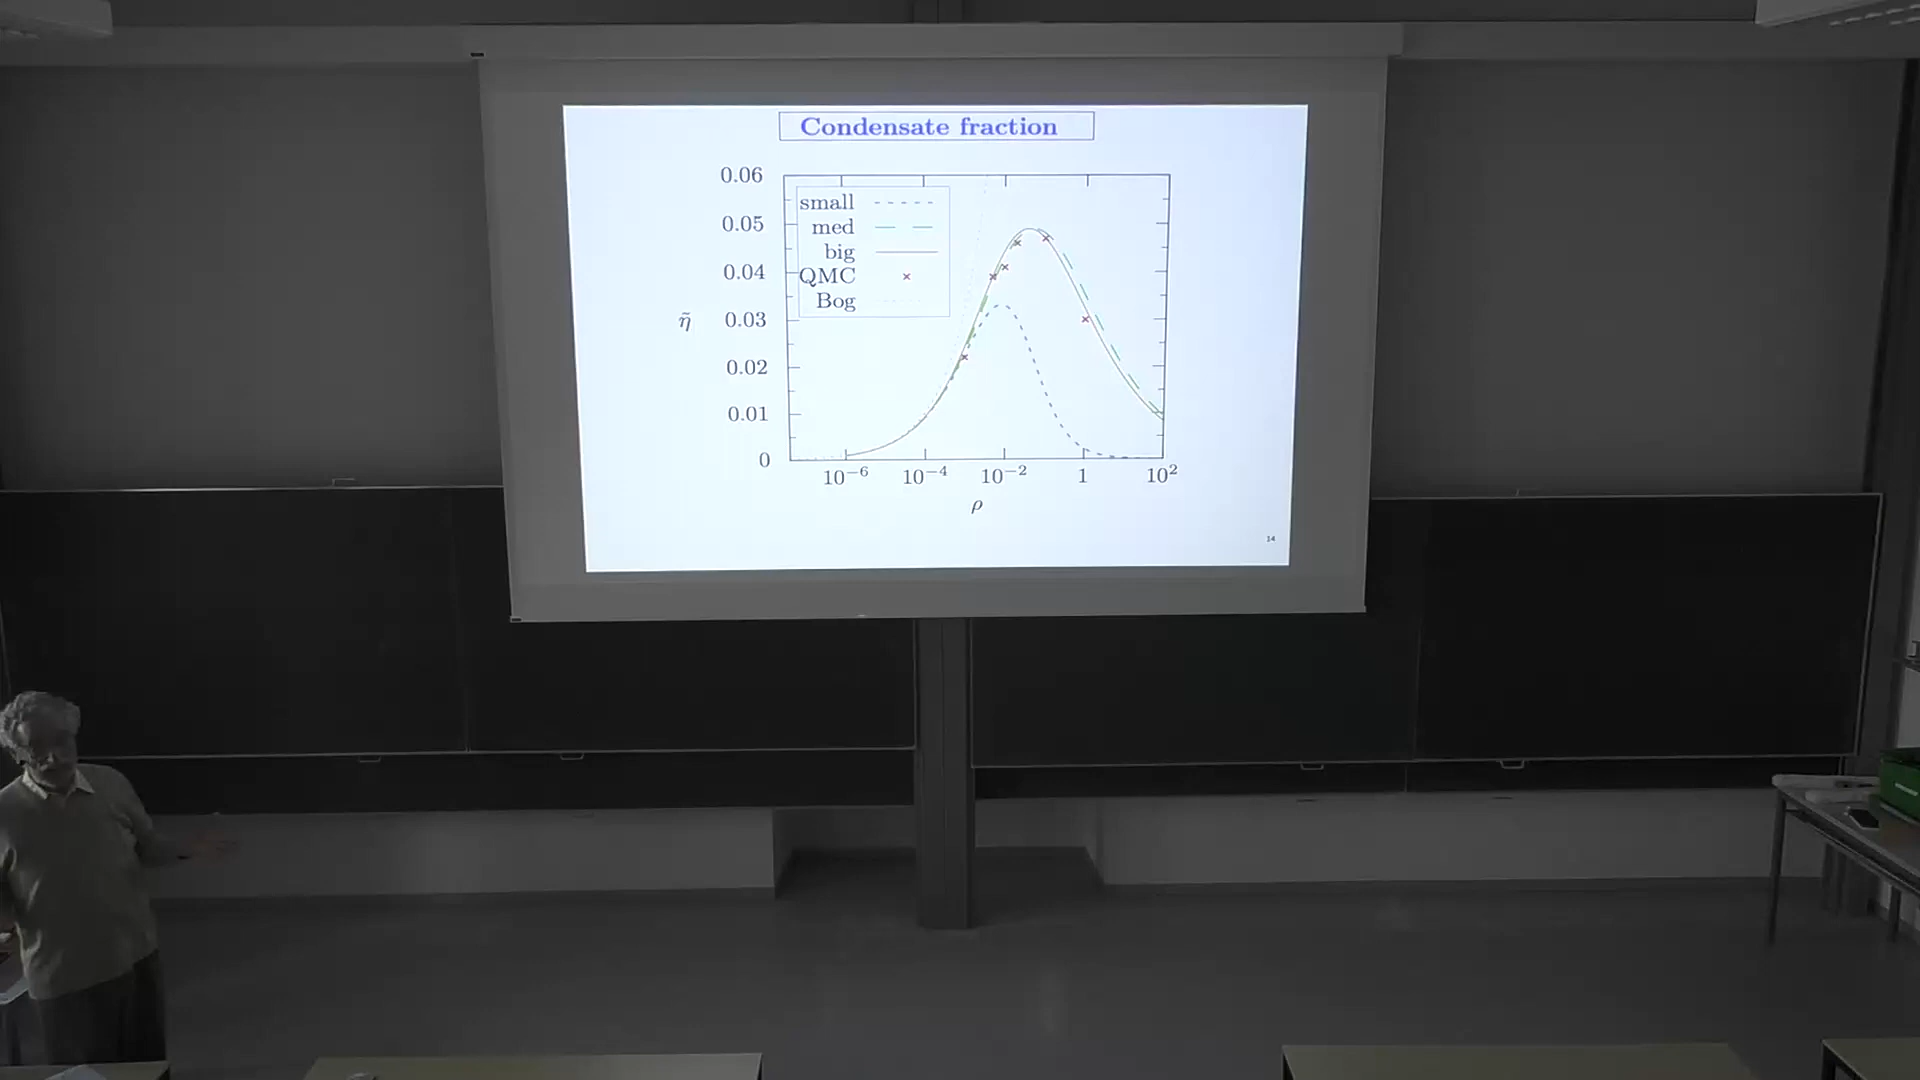 Condensate fraction
0.06
0.05
0.04
0.03
0.02
0.01
0
small
med
big
QMC
Bog
η̃
10⁻⁶ 10⁻⁴ 10⁻² 1 10²
ρ
14